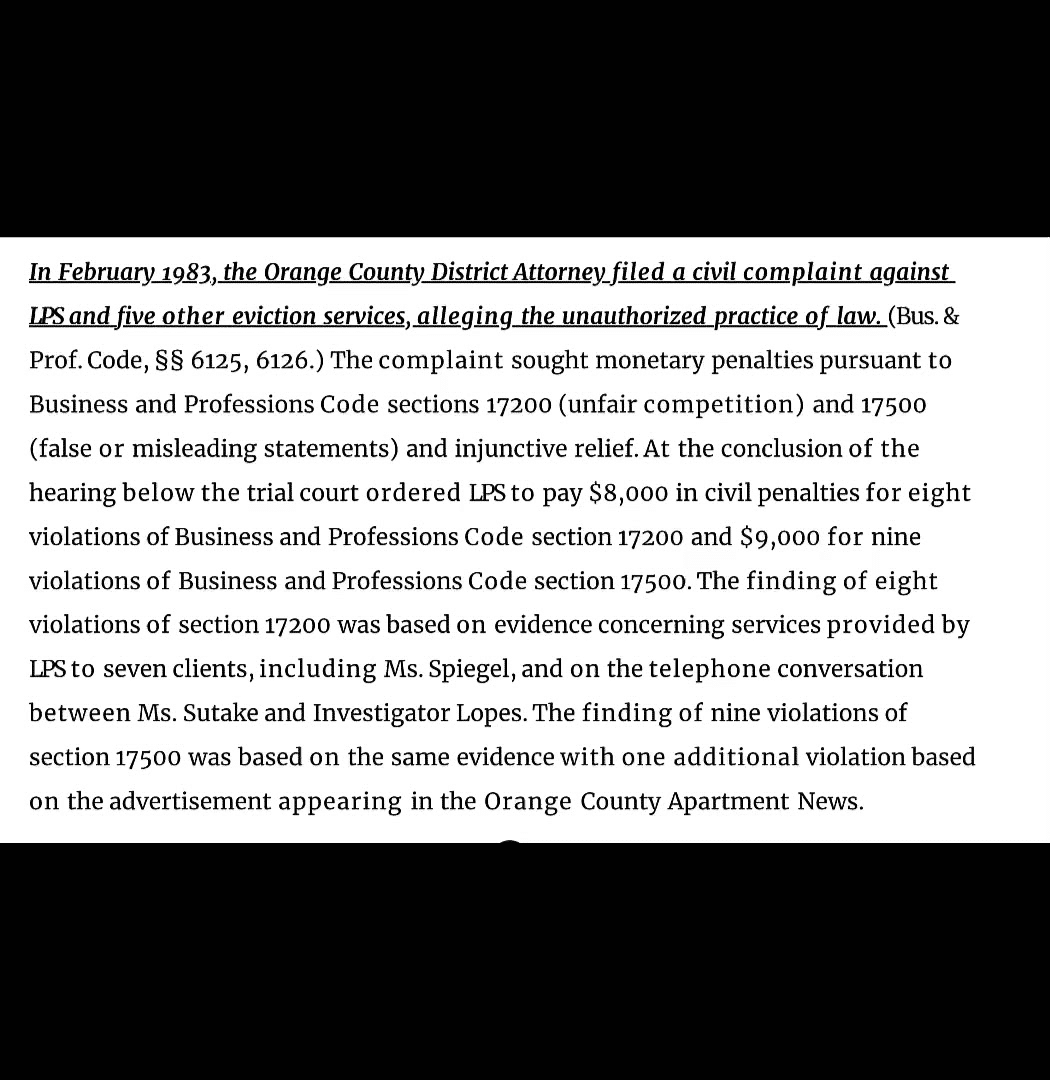 In February 1983, the Orange County District Attorney filed a civil complaint against
LPS and five other eviction services, alleging the unauthorized practice of law. (Bus. &
Prof. Code, §§ 6125, 6126.) The complaint sought monetary penalties pursuant to
Business and Professions Code sections 17200 (unfair competition) and 17500
(false or misleading statements) and injunctive relief. At the conclusion of the
hearing below the trial court ordered LPS to pay $8,000 in civil penalties for eight
violations of Business and Professions Code section 17200 and $9,000 for nine
violations of Business and Professions Code section 17500. The finding of eight
violations of section 17200 was based on evidence concerning services provided by
LPS to seven clients, including Ms. Spiegel, and on the telephone conversation
between Ms. Sutake and Investigator Lopes. The finding of nine violations of
section 17500 was based on the same evidence with one additional violation based
on the advertisement appearing in the Orange County Apartment News.